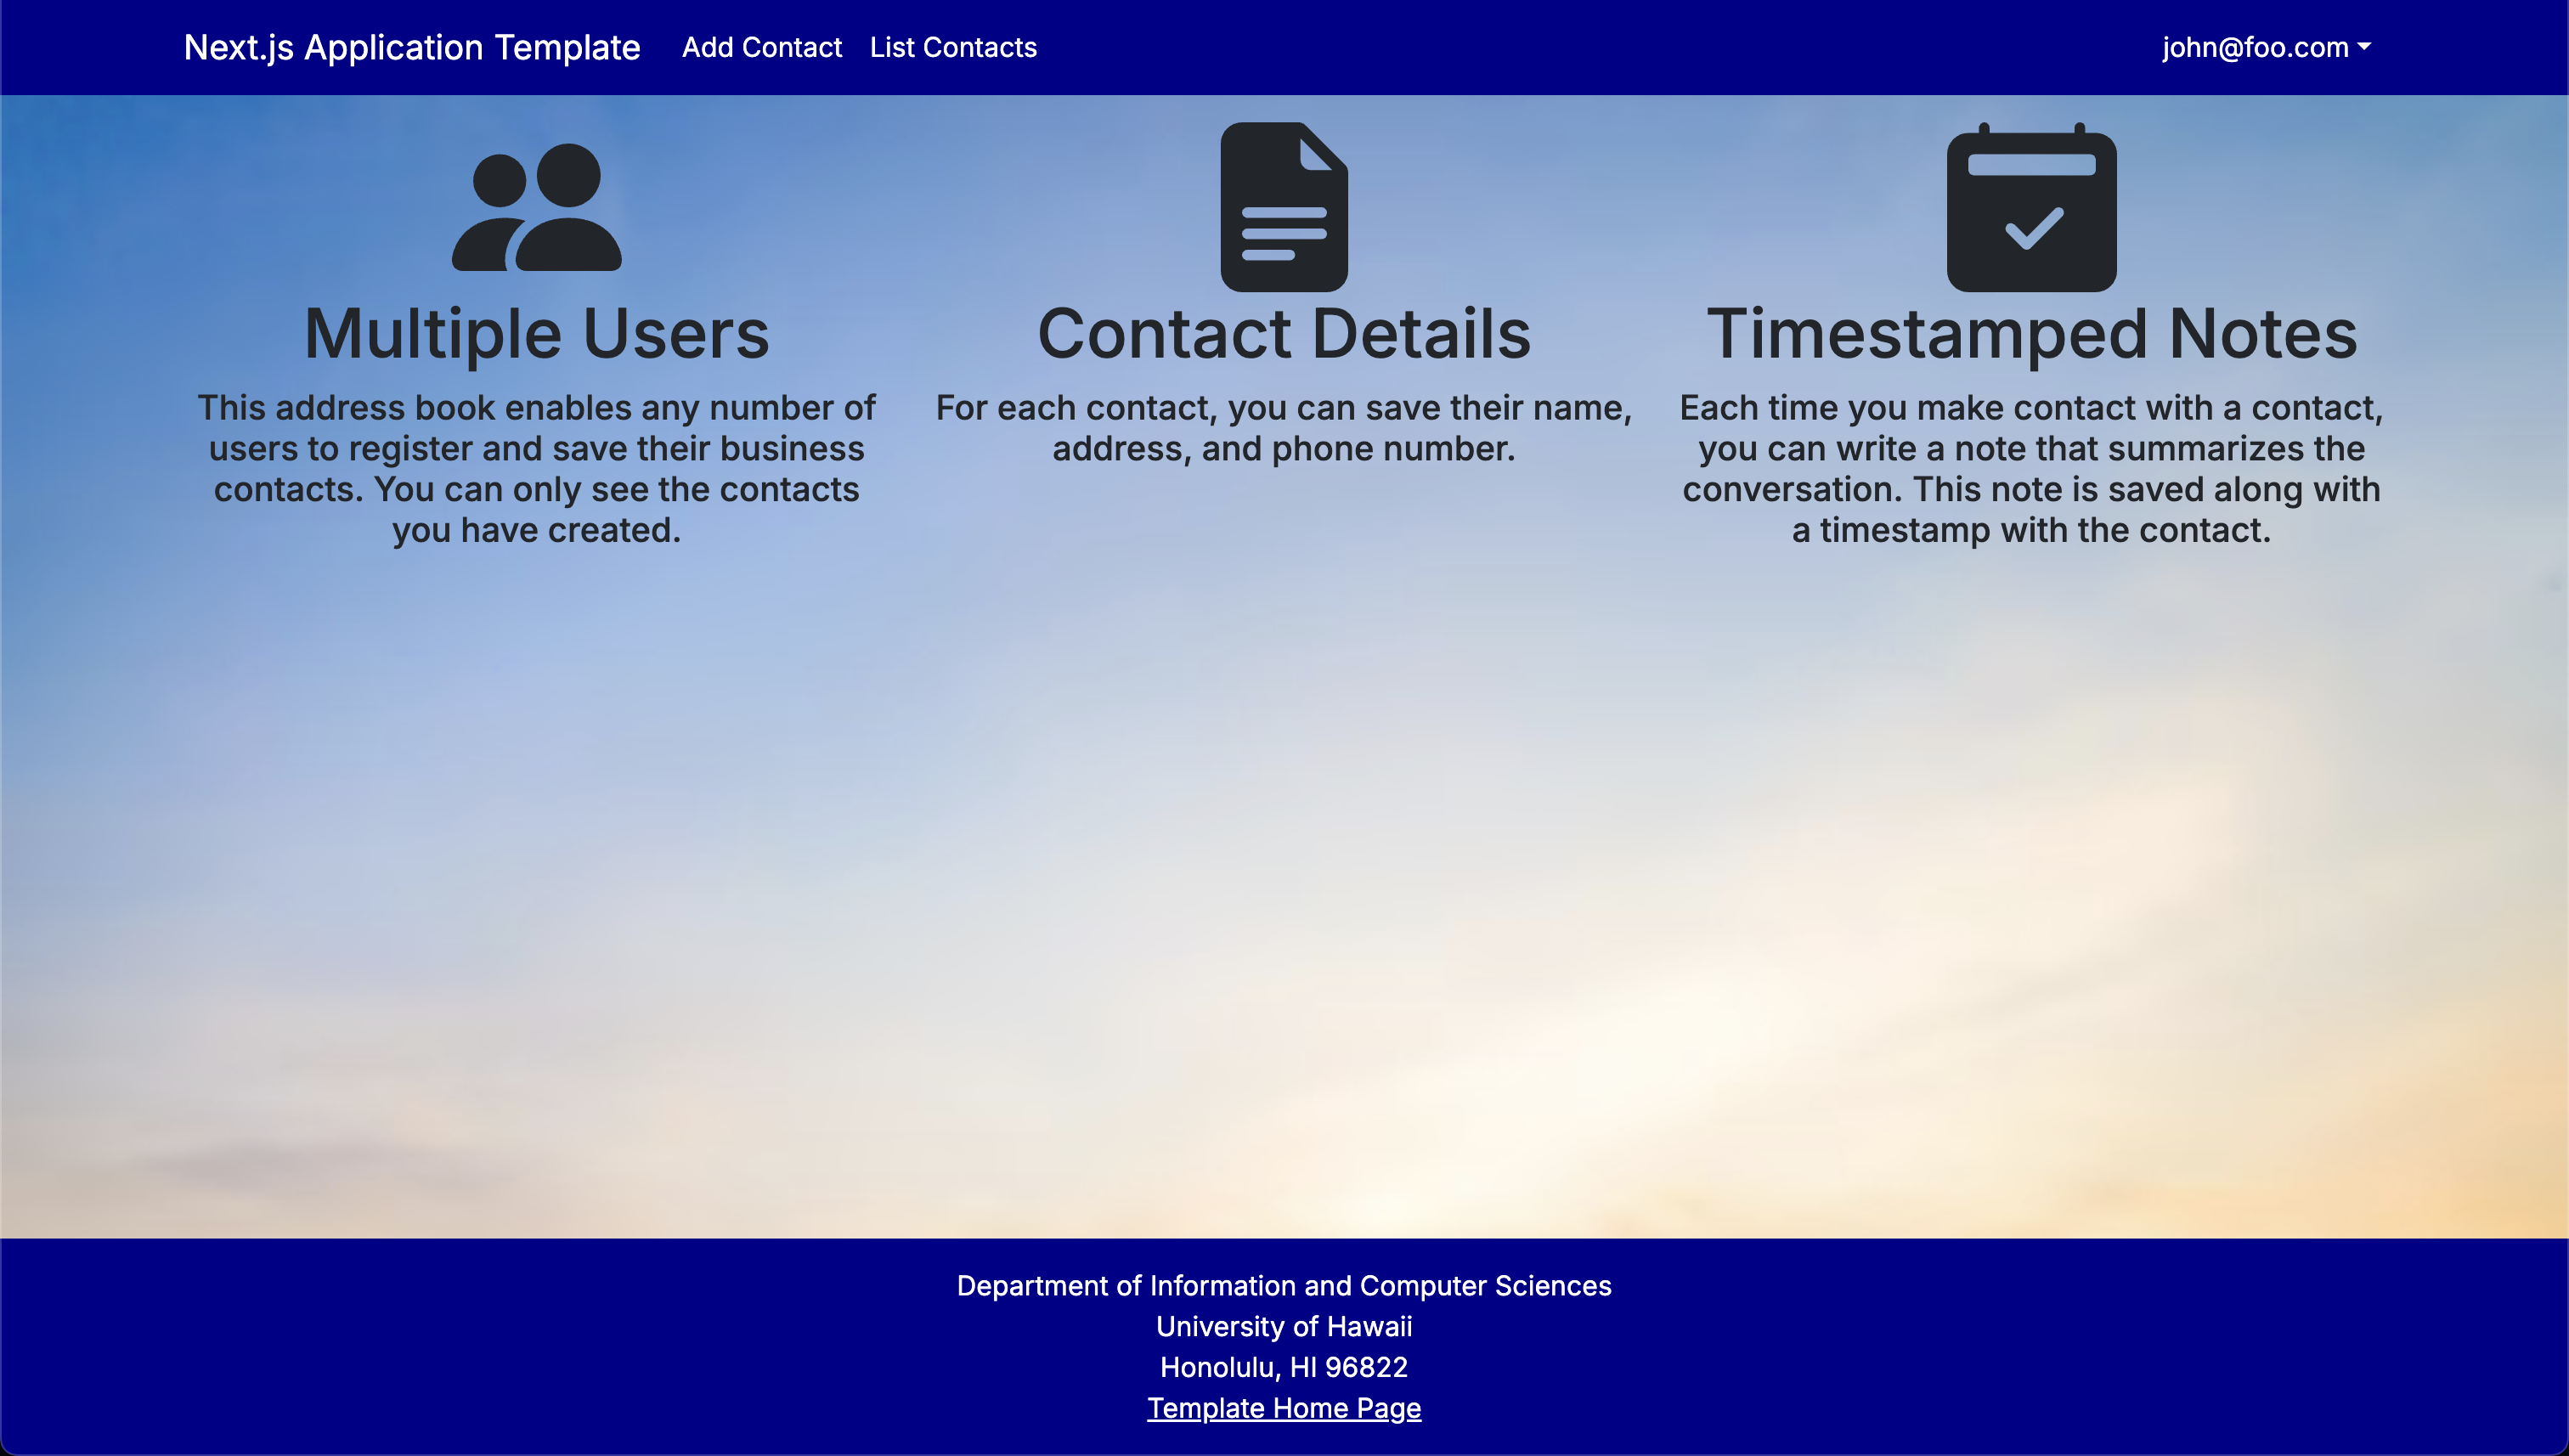 Next.js Application Template Add Contact List Contacts john@foo.com
Multiple Users
This address book enables any number of
users to register and save their business
contacts. You can only see the contacts
you have created.
Contact Details
For each contact, you can save their name,
address, and phone number.
Timestamped Notes
Each time you make contact with a contact,
you can write a note that summarizes the
conversation. This note is saved along with
a timestamp with the contact.
Department of Information and Computer Sciences
University of Hawaii
Honolulu, HI 96822
Template Home Page